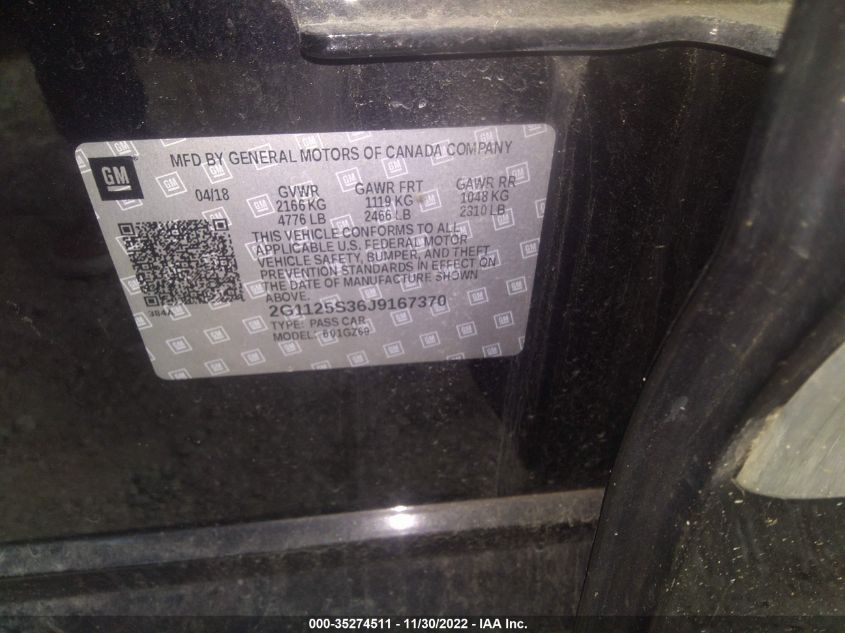 MFD BY GENERAL MOTORS OF CANADA COMPANY
GM
04/18 GVWR GAWR FRT GAWR RR
2166 KG 1119 KG 1048 KG
4776 LB 2466 LB 2310 LB
THIS VEHICLE CONFORMS TO ALL
APPLICABLE U.S. FEDERAL MOTOR
VEHICLE SAFETY, BUMPER, AND THEFT
PREVENTION STANDARDS IN EFFECT ON
THE DATE OF MANUFACTURE SHOWN
ABOVE.
384A
2G1125S36J9167370
TYPE: PASS CAR
MODEL:
000-35274511 - 11/30/2022 - IAA Inc.